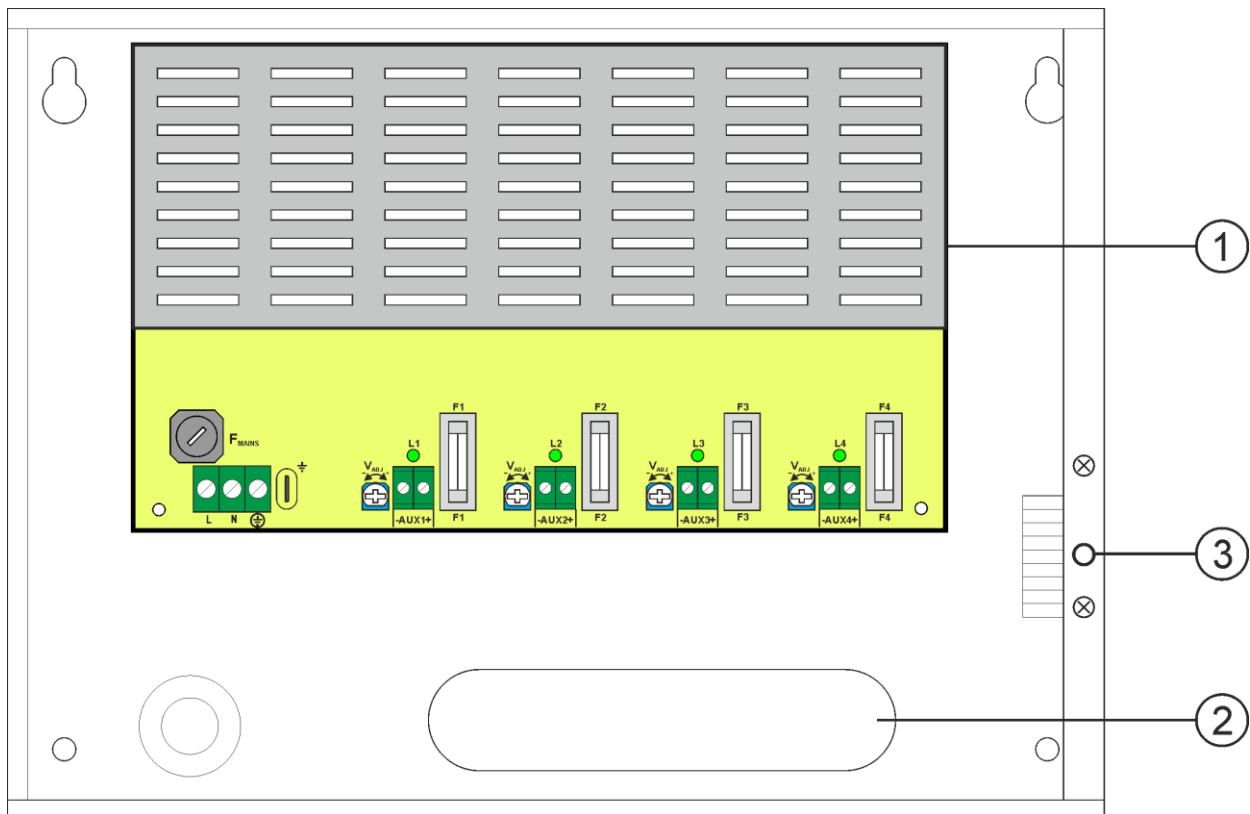 1
F1 F2 F3 F4
F MAINS
L1 L2 L3 L4
- VADJ + - VADJ + - VADJ + - VADJ +
L N
-AUX1+ F1 -AUX2+ F2 -AUX3+ F3 -AUX4+ F4
3
2